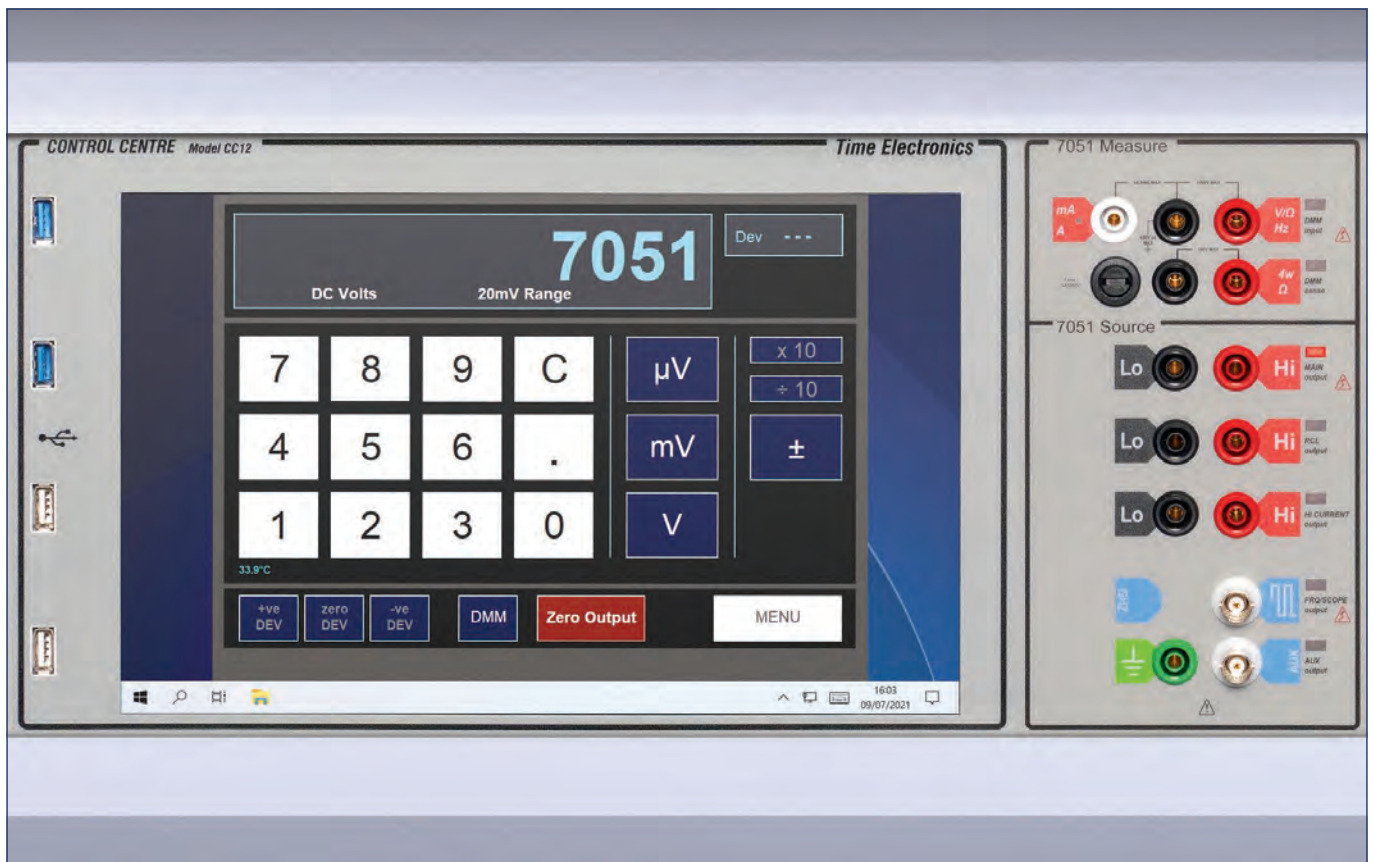 CONTROL CENTRE Model CC12
Time Electronics
7051
Dev ---
DC Volts 20mV Range
7 8 9 C µV x 10
÷ 10
4 5 6 . mV ±
1 2 3 0 V
33.9°C
+ve DEV
zero DEV
-ve DEV
DMM
Zero Output
MENU
16:03
09/07/2021
7051 Measure
mA
A
V/Ω
Hz
DMM
input
4w
Ω
DMM
sense
7051 Source
Lo Hi MAIN
output
Lo Hi RCL
output
Lo Hi HI CURRENT
output
FRQ/SCOPE
output
AUX
AUX
output